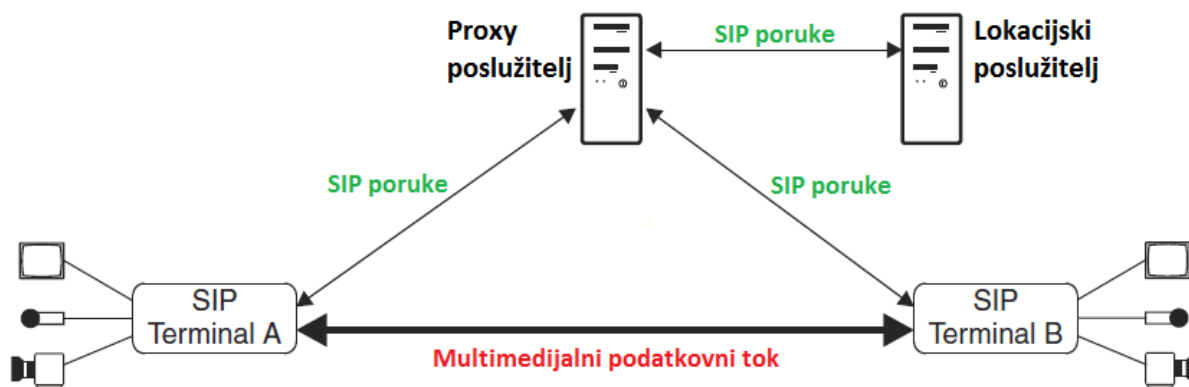 Proxy
poslužitelj
SIP poruke
Lokacijski
poslužitelj
SIP poruke
SIP poruke
SIP
Terminal A
SIP
Terminal B
Multimedijalni podatkovni tok